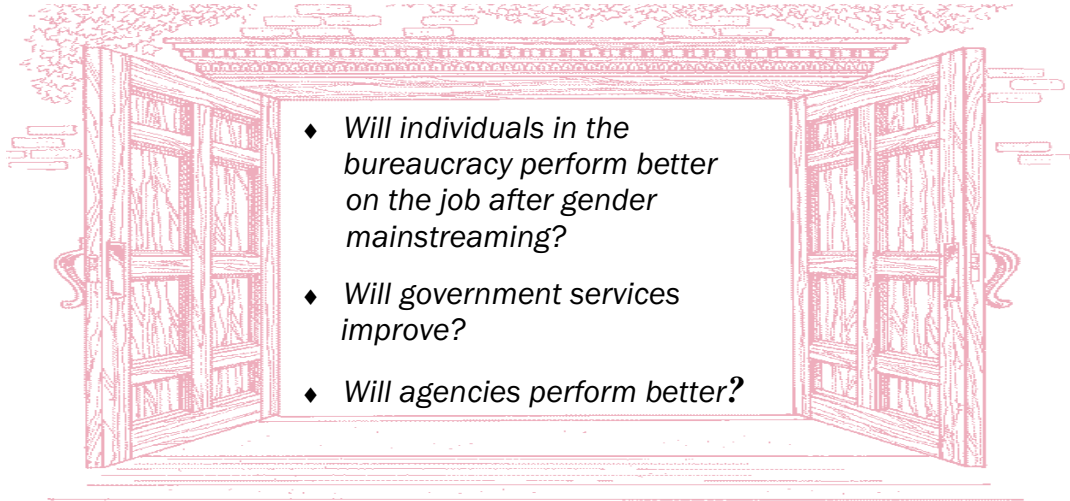 ♦ Will individuals in the
bureaucracy perform better
on the job after gender
mainstreaming?
♦ Will government services
improve?
♦ Will agencies perform better?